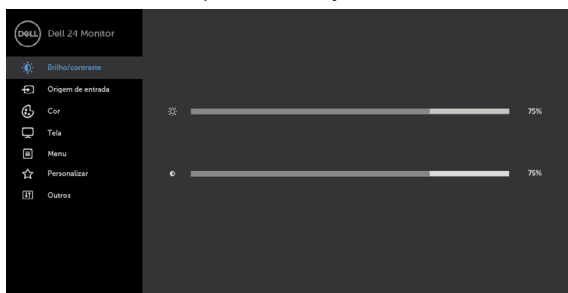 DELL
Dell 24 Monitor
Brilho/contraste
Origem de entrada
Cor
75%
Tela
Menu
Personalizar
75%
Outros